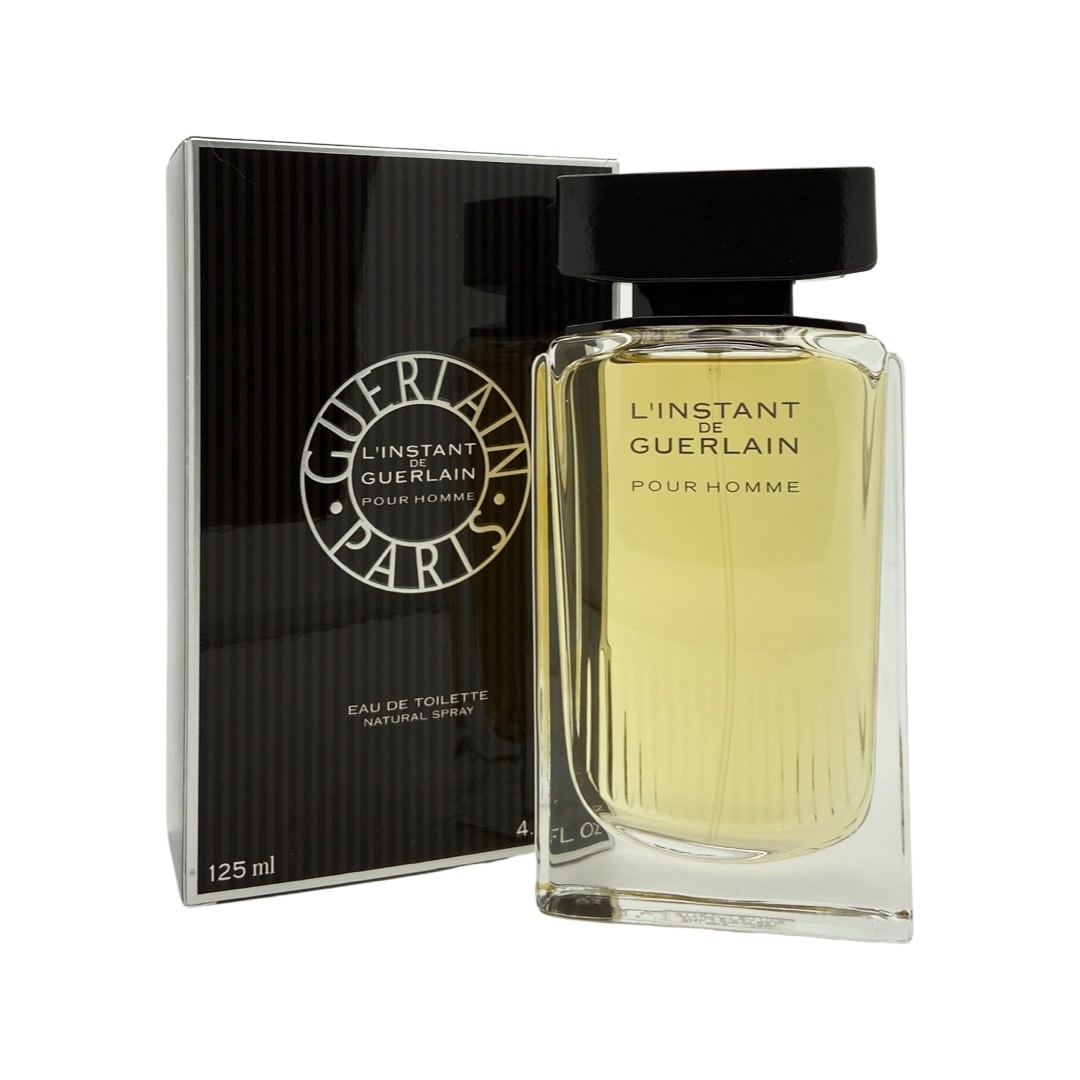 GUERLAIN
L'INSTANT
DE
GUERLAIN
POUR HOMME
• PARIS •
EAU DE TOILETTE
NATURAL SPRAY
125 ml
FL OZ
L'INSTANT
DE
GUERLAIN
POUR HOMME